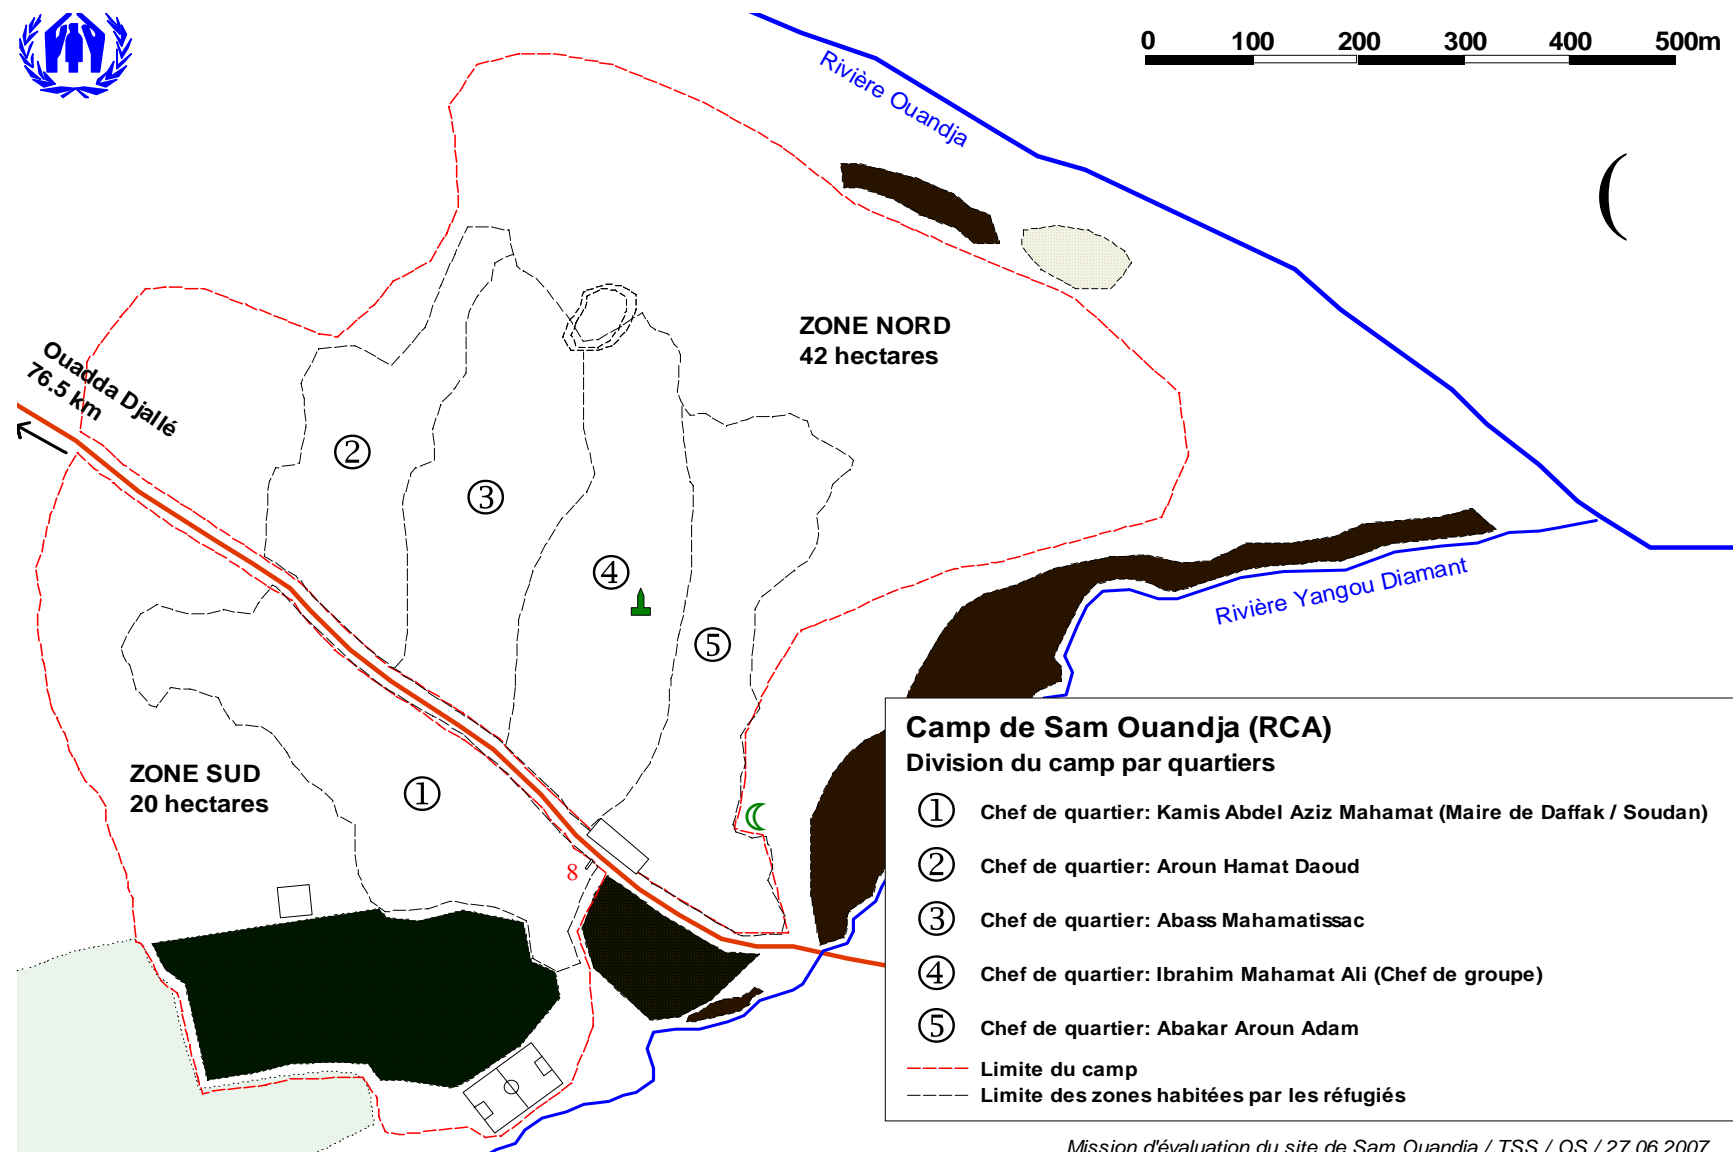 0 100 200 300 400 500m
Rivière Ouandja
ZONE NORD
42 hectares
Ouadda Djallé
76.5 km
2
3
4
5
Rivière Yangou Diamant
ZONE SUD
20 hectares
1
8
Camp de Sam Ouandja (RCA)
Division du camp par quartiers
1 Chef de quartier: Kamis Abdel Aziz Mahamat (Maire de Daffak / Soudan)
2 Chef de quartier: Aroun Hamat Daoud
3 Chef de quartier: Abass Mahamatissac
4 Chef de quartier: Ibrahim Mahamat Ali (Chef de groupe)
5 Chef de quartier: Abakar Aroun Adam
Limite du camp
Limite des zones habitées par les réfugiés
Mission d'évaluation du site de Sam Ouandja / TSS / OS / 27.06.2007